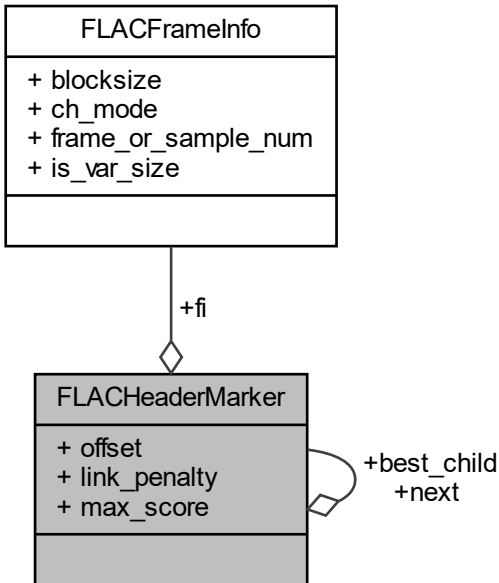 FLACFrameInfo
+ blocksize
+ ch_mode
+ frame_or_sample_num
+ is_var_size
+fi
FLACHeaderMarker
+ offset
+ link_penalty
+ max_score
+best_child
+next